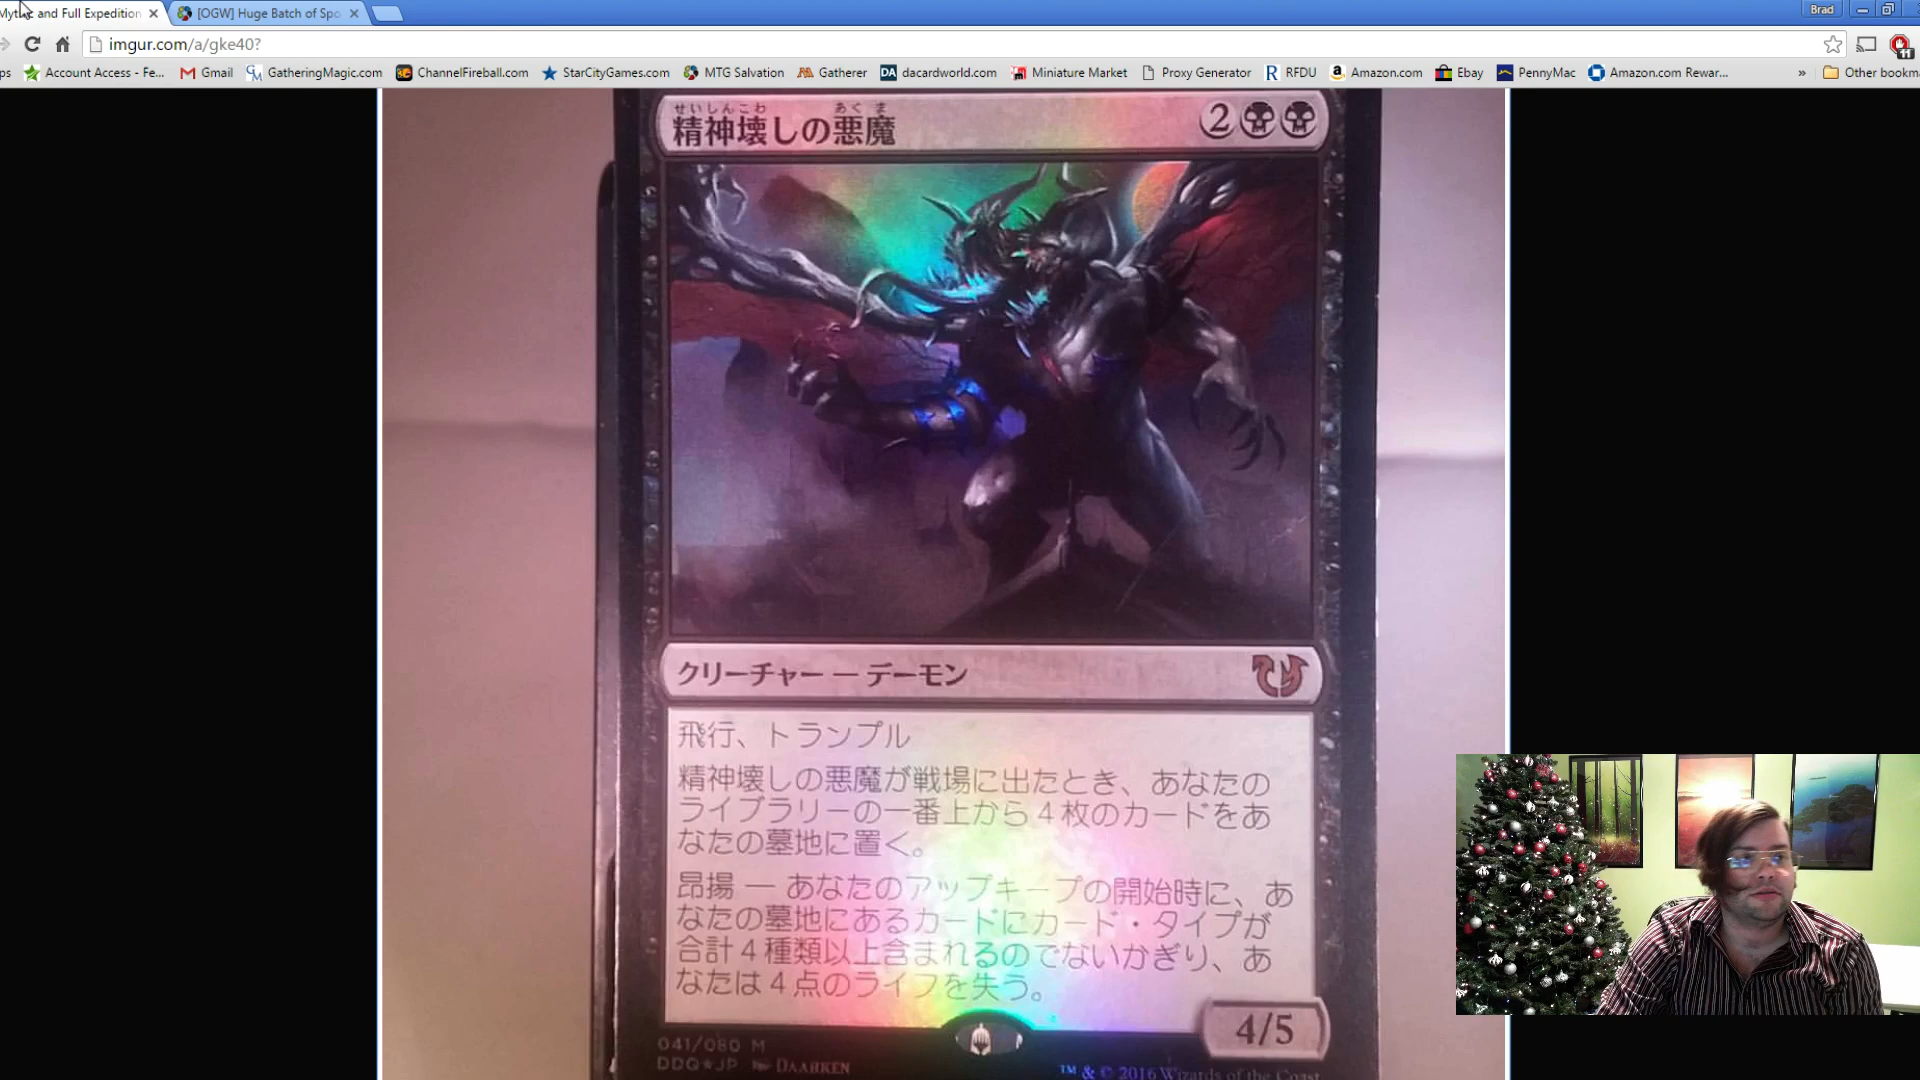 Mythic and Full Expedition
[OGW] Huge Batch of Spo
Brad
imgur.com/a/gke40?
ps
Account Access - Fe...
Gmail
GatheringMagic.com
ChannelFireball.com
StarCityGames.com
MTG Salvation
Gatherer
DA
dacardworld.com
Miniature Market
Proxy Generator
R
RFDU
Amazon.com
Ebay
PennyMac
Amazon.com Rewar...
»
Other bookma
11
せいしんこわ あくま
精神壊しの悪魔
2
クリーチャー — デーモン
飛行、トランプル
精神壊しの悪魔が戦場に出たとき、あなたの
ライブラリーの一番上から4枚のカードをあ
なたの墓地に置く。
昂揚 — あなたのアップキープの開始時に、あ
なたの墓地にあるカードにカード・タイプが
合計4種類以上含まれるのでないかぎり、あ
なたは4点のライフを失う。
4/5
041/080 M
DDQ★JP DAARKEN
™ & © 2016 Wizards of the Coast